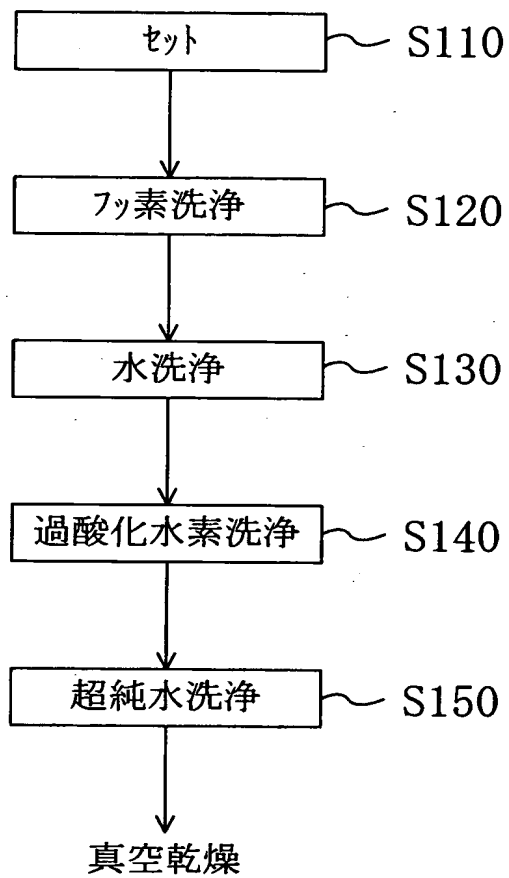 セット S110
フッ素洗浄 S120
水洗浄 S130
過酸化水素洗浄 S140
超純水洗浄 S150
真空乾燥